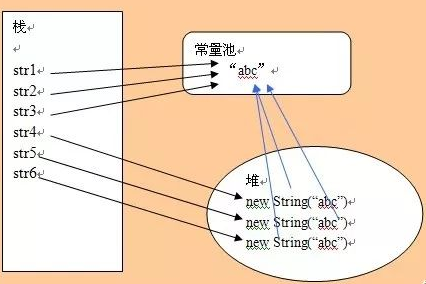 栈
str1
str2
str3
str4
str5
str6
常量池
“abc”
堆
new String(“abc”)
new String(“abc”)
new String(“abc”)